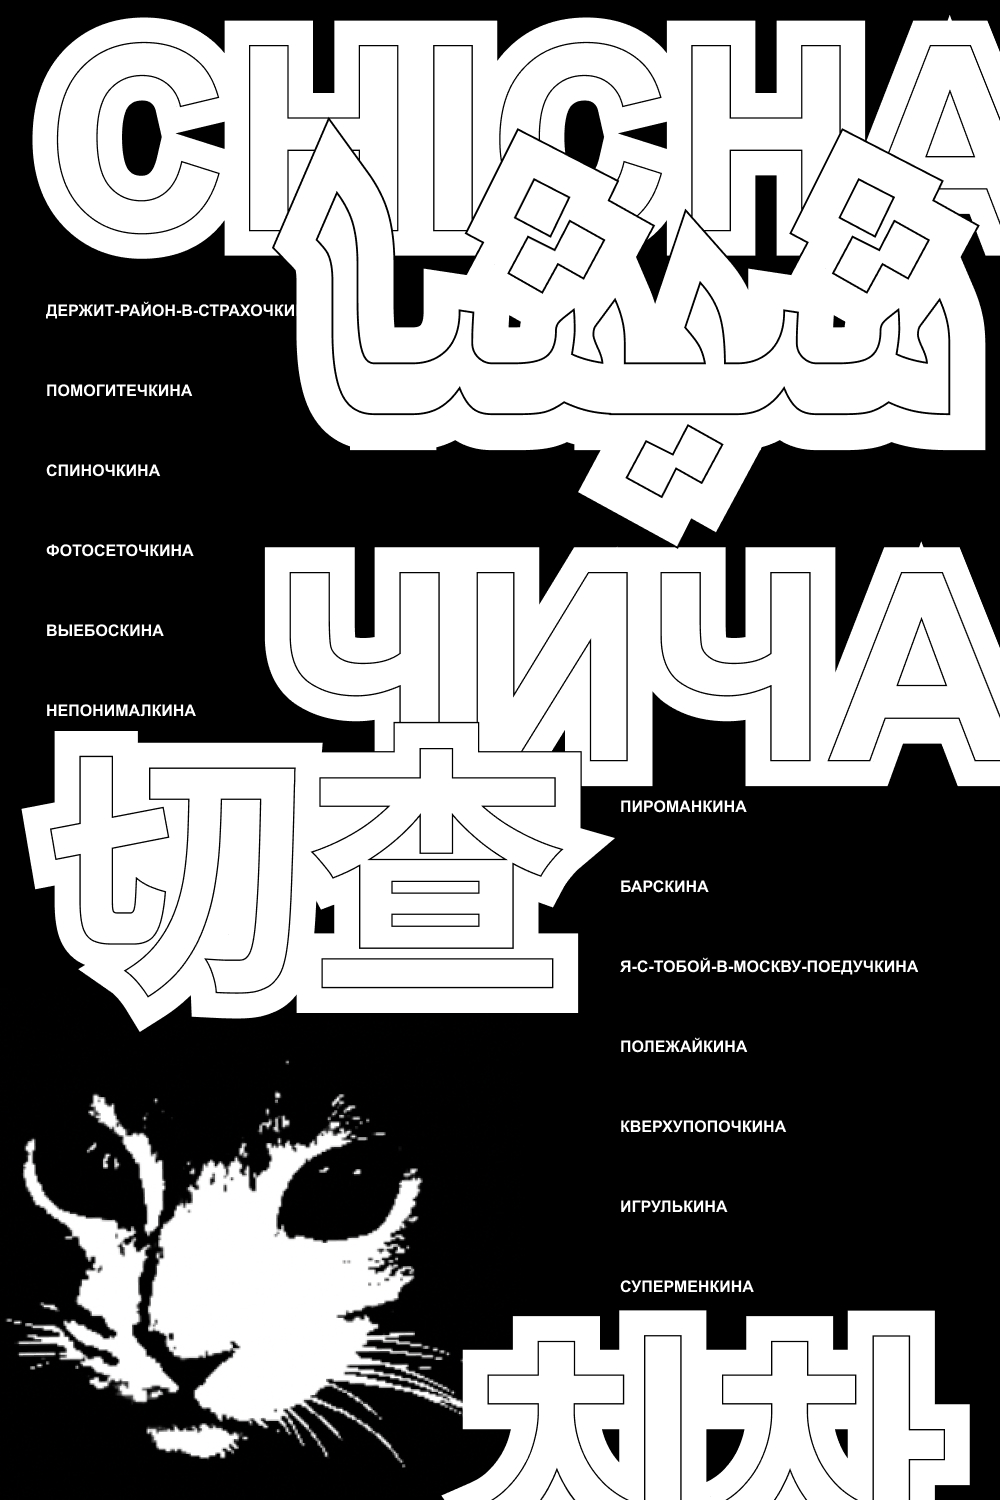 CHICHA
شيشا
ДЕРЖИТ-РАЙОН-В-СТРАХОЧКИ
ПОМОГИТЕЧКИНА
СПИНОЧКИНА
ФОТОСЕТОЧКИНА
ВЫЕБОСКИНА
НЕПОНИМАЛКИНА
ЧИЧА
切查
ПИРОМАНКИНА
БАРСКИНА
Я-С-ТОБОЙ-В-МОСКВУ-ПОЕДУЧКИНА
ПОЛЕЖАЙКИНА
КВЕРХУПОПОЧКИНА
ИГРУЛЬКИНА
СУПЕРМЕНКИНА
치차